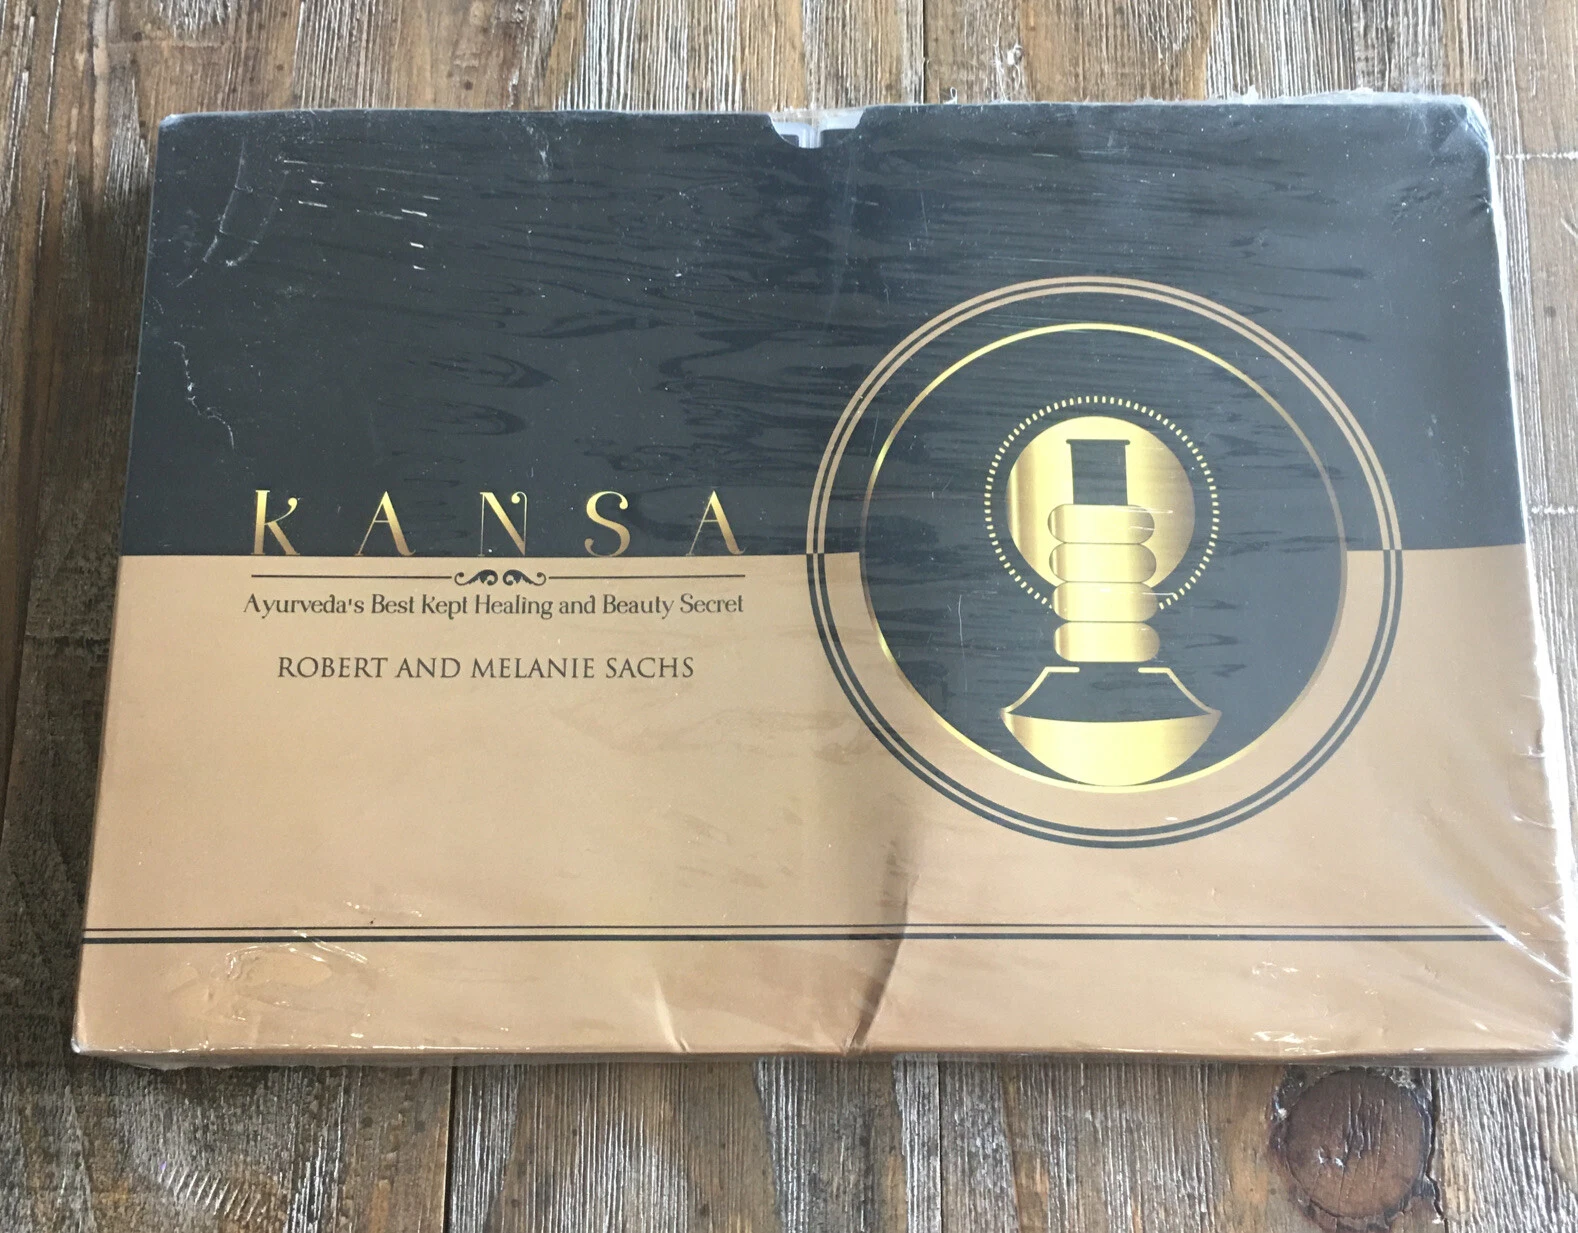 KANSA
Ayurveda's Best Kept Healing and Beauty Secret
ROBERT AND MELANIE SACHS